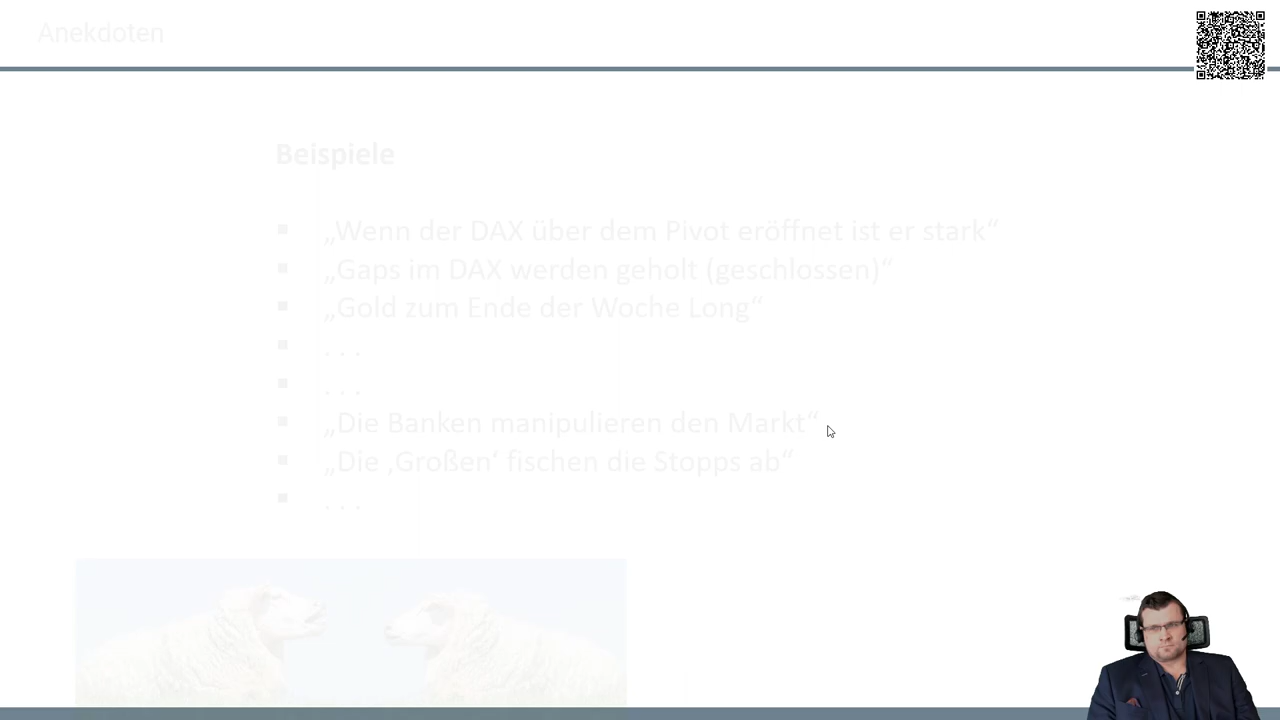 Anekdoten
Beispiele
„Wenn der DAX über dem Pivot eröffnet ist er stark“
„Gaps im DAX werden geholt (geschlossen)“
„Gold zum Ende der Woche Long“
. . .
. . .
„Die Banken manipulieren den Markt“
„Die ‚Großen‘ fischen die Stopps ab“
. . .